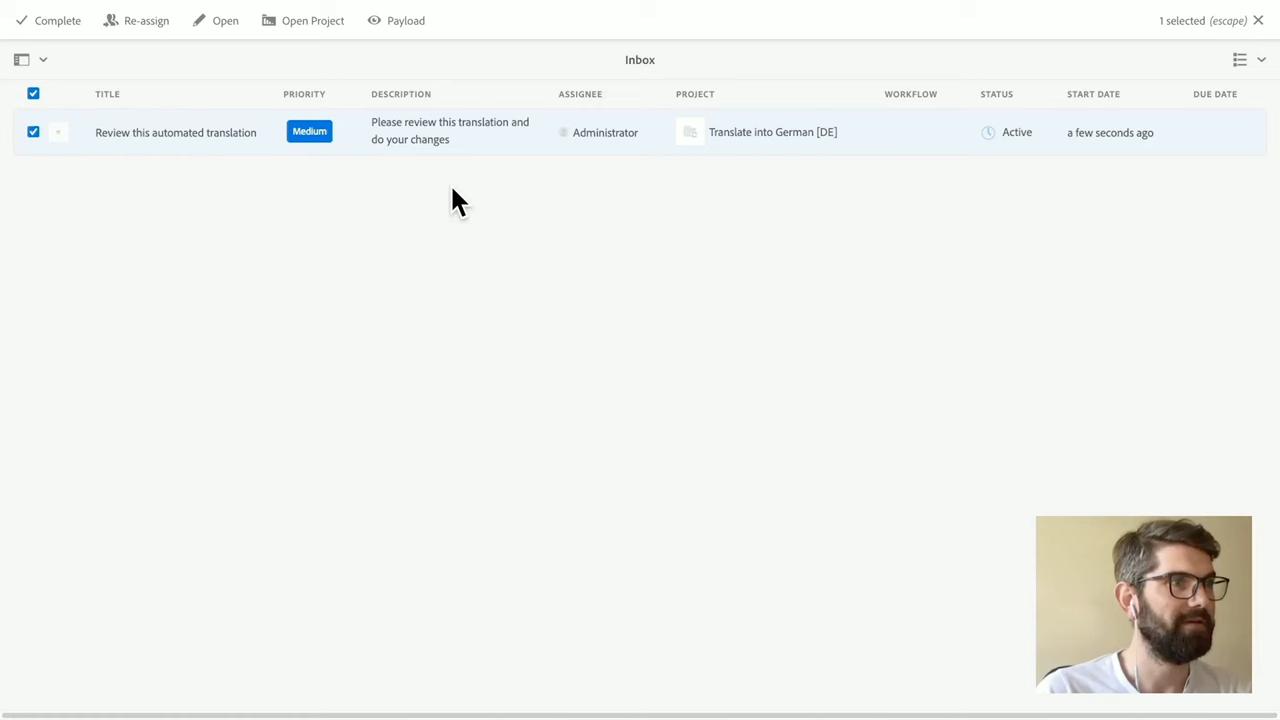 Complete Re-assign Open Open Project Payload 1 selected (escape)
Inbox
TITLE PRIORITY DESCRIPTION ASSIGNEE PROJECT WORKFLOW STATUS START DATE DUE DATE
Review this automated translation Medium Please review this translation and
do your changes Administrator Translate into German [DE] Active a few seconds ago